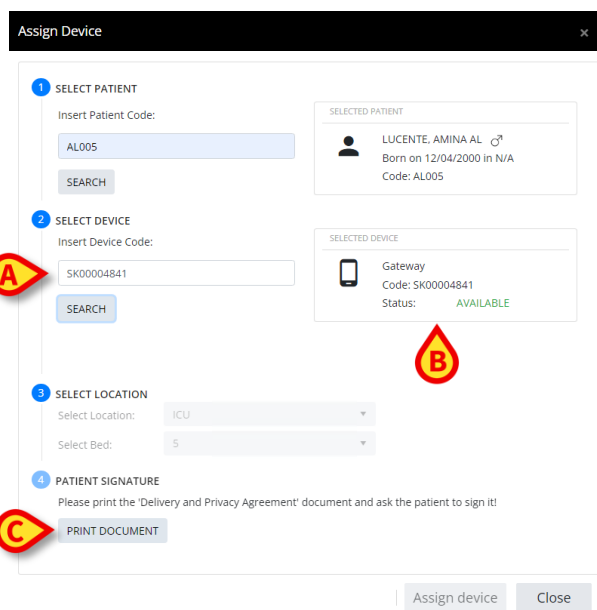 Assign Device ×
1 SELECT PATIENT
Insert Patient Code:
AL005
SEARCH
SELECTED PATIENT
LUCENTE, AMINA AL
Born on 12/04/2000 in N/A
Code: AL005
2 SELECT DEVICE
Insert Device Code:
A
SK00004841
SEARCH
SELECTED DEVICE
Gateway
Code: SK00004841
Status: AVAILABLE
B
3 SELECT LOCATION
Select Location: ICU
Select Bed: 5
4 PATIENT SIGNATURE
Please print the 'Delivery and Privacy Agreement' document and ask the patient to sign it!
C
PRINT DOCUMENT
Assign device Close